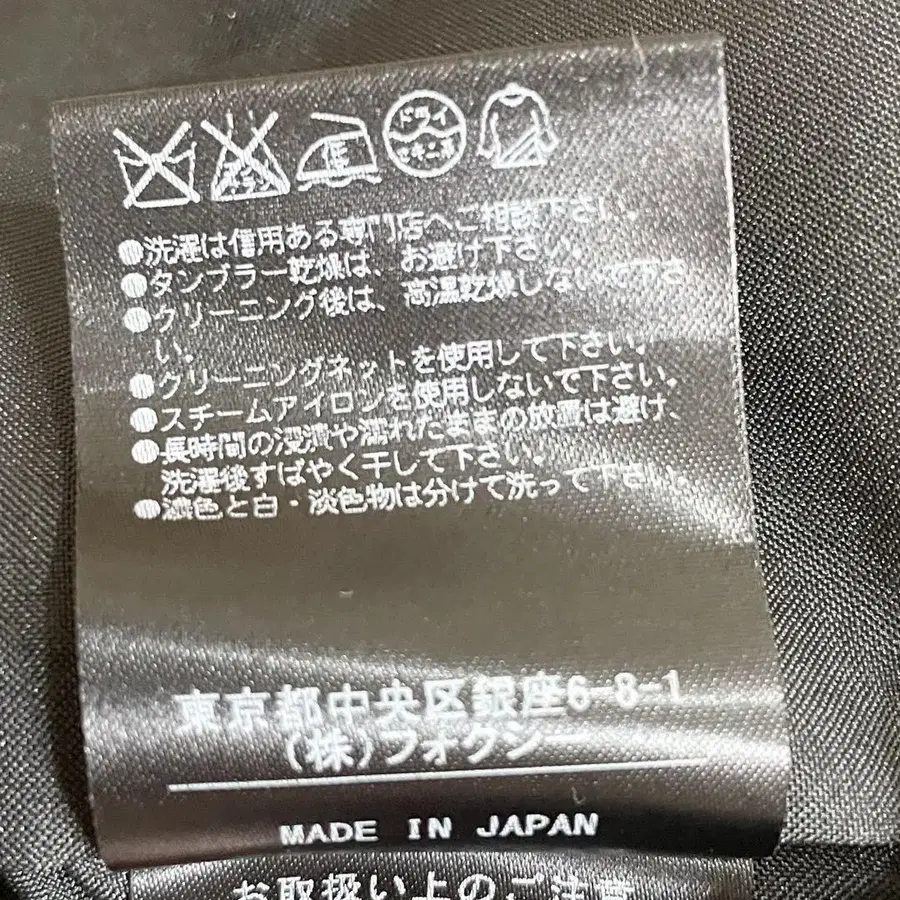 低
ドライ
セキユ系
●洗濯は信用ある専門店へご相談下さい。
●タンブラー乾燥は、お避け下さい。
●クリーニング後は、高温乾燥しないで下さ
い。
●クリーニングネットを使用して下さい。
●スチームアイロンを使用しないで下さい。
●長時間の浸漬や濡れたままの放置は避け、
洗濯後すばやく干して下さい。
●濃色と白・淡色物は分けて洗って下さい。
東京都中央区銀座6-8-1
(株)フォクシー
MADE IN JAPAN
お取扱い上のご注意